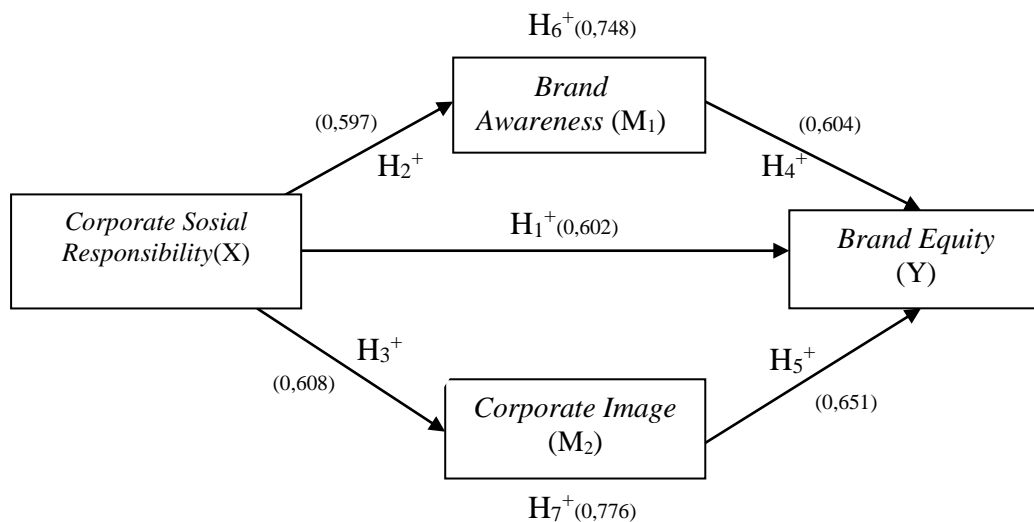 H6+(0,748)
Brand
Awareness (M1)
(0,597)
(0,604)
H2+
H4+
Corporate Sosial
Responsibility(X)
H1+(0,602)
Brand Equity
(Y)
H3+
H5+
(0,608)
(0,651)
Corporate Image
(M2)
H7+(0,776)